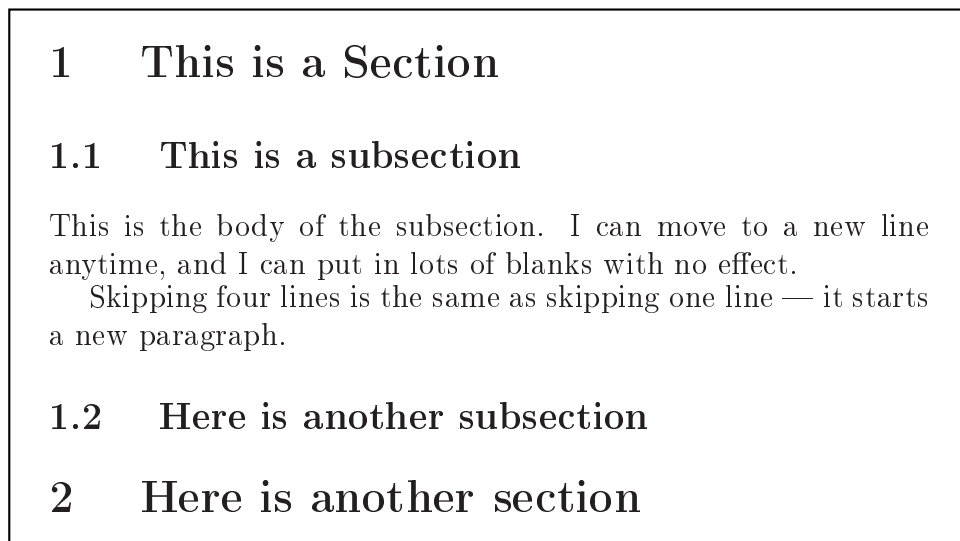 1 This is a Section
1.1 This is a subsection
This is the body of the subsection. I can move to a new line
anytime, and I can put in lots of blanks with no effect.
Skipping four lines is the same as skipping one line — it starts
a new paragraph.
1.2 Here is another subsection
2 Here is another section